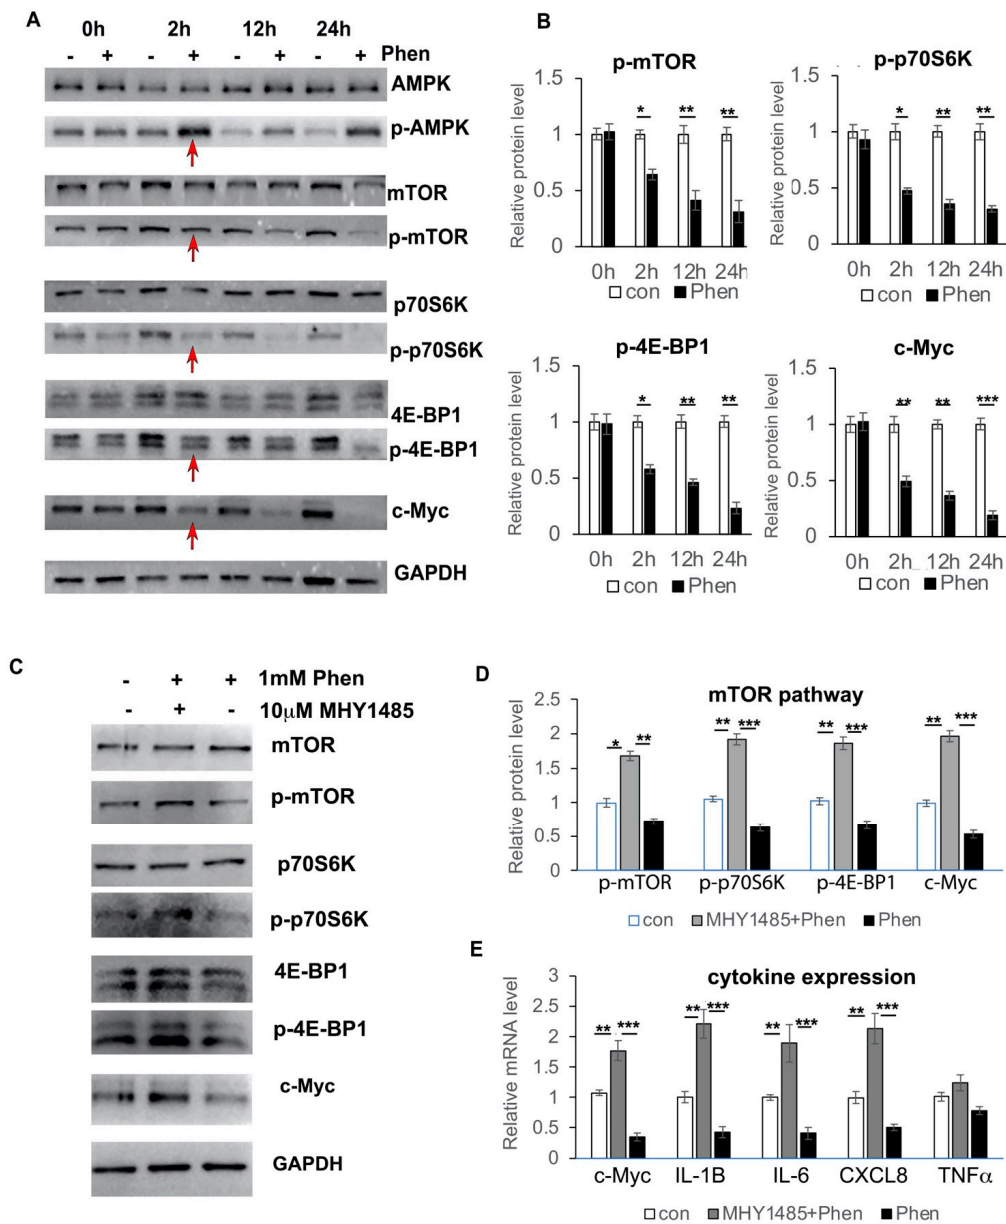 A
0h 2h 12h 24h
- + - + - + - + Phen
AMPK
p-AMPK
mTOR
p-mTOR
p70S6K
p-p70S6K
4E-BP1
p-4E-BP1
c-Myc
GAPDH
B
p-mTOR
Relative protein level
1.5
1
0.5
0
* ** **
0h 2h 12h 24h
con Phen
p-p70S6K
Relative protein level
1.5
1
0.5
0
* ** **
0h 2h 12h 24h
con Phen
p-4E-BP1
Relative protein level
1.5
1
0.5
0
* ** **
0h 2h 12h 24h
con Phen
c-Myc
Relative protein level
1.5
1
0.5
0
** ** ***
0h 2h 12h 24h
con Phen
C
- + + 1mM Phen
- + - 10μM MHY1485
mTOR
p-mTOR
p70S6K
p-p70S6K
4E-BP1
p-4E-BP1
c-Myc
GAPDH
D
mTOR pathway
Relative protein level
2.5
2
1.5
1
0.5
0
* ** ** *** ** *** ** ***
p-mTOR p-p70S6K p-4E-BP1 c-Myc
con MHY1485+Phen Phen
E
cytokine expression
Relative mRNA level
3
2.5
2
1.5
1
0.5
0
** *** ** *** ** *** ** ***
c-Myc IL-1B IL-6 CXCL8 TNFα
con MHY1485+Phen Phen